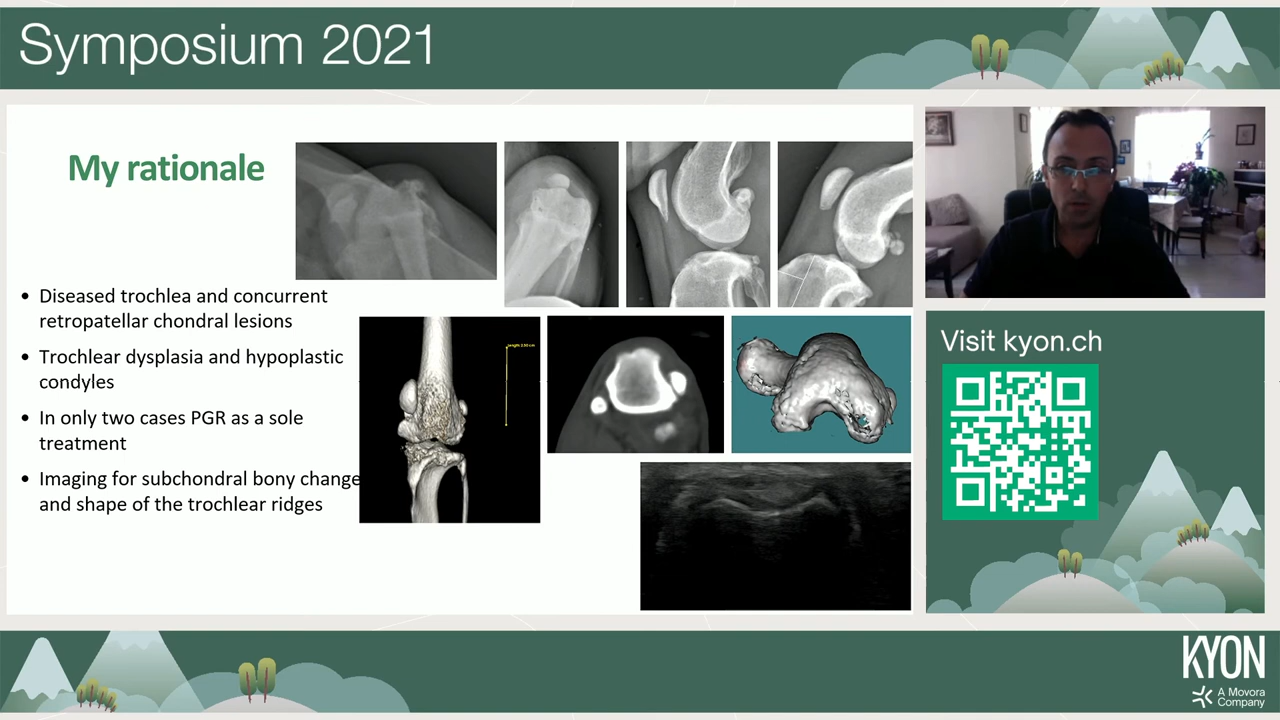 Symposium 2021
My rationale
• Diseased trochlea and concurrent
retropatellar chondral lesions
• Trochlear dysplasia and hypoplastic
condyles
• In only two cases PGR as a sole
treatment
• Imaging for subchondral bony change
and shape of the trochlear ridges
Visit kyon.ch
KYON
A Movora
Company